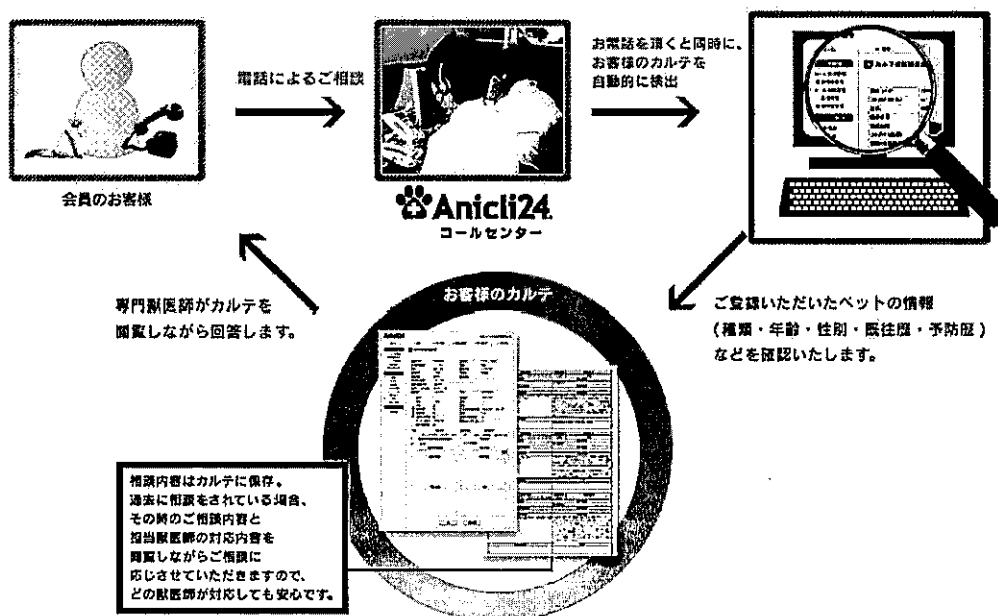 電話によるご相談
お電話を頂くと同時に、
お客様のカルテを
自動的に検出
会員のお客様
Anicli24
コールセンター
専門獣医師がカルテを
閲覧しながら回答します。
お客様のカルテ
ご登録いただいたペットの情報
(種類・年齢・性別・既往歴・予防歴)
などを確認いたします。
相談内容はカルテに保存。
過去に相談をされている場合、
その時のご相談内容と
担当獣医師の対応内容を
閲覧しながらご相談に
応じさせていただきますので、
どの獣医師が対応しても安心です。